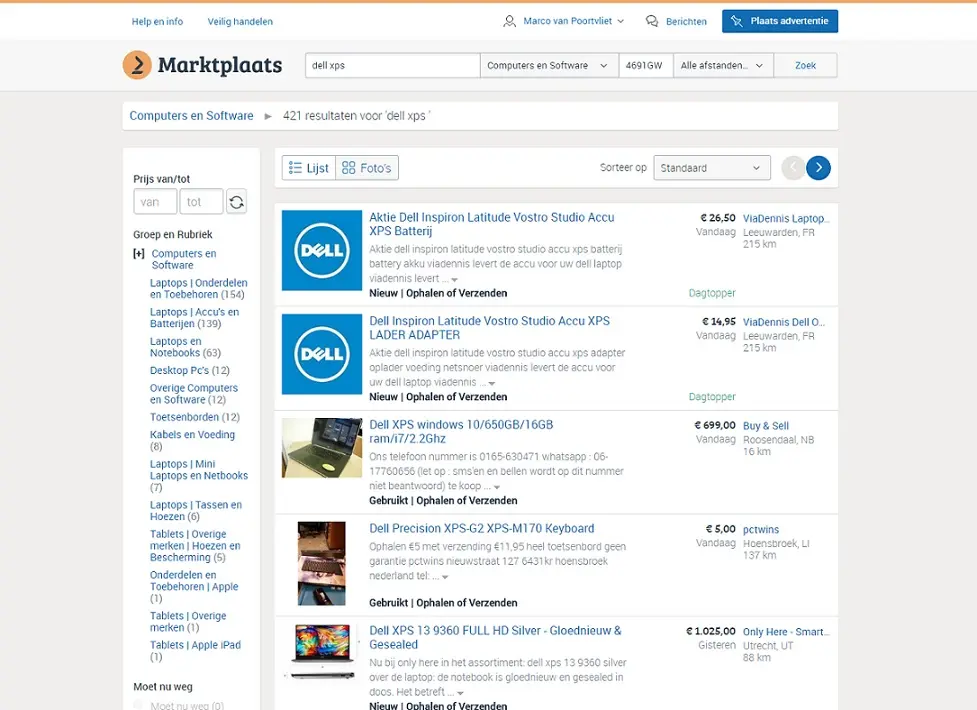 Help en info
Veilig handelen
Marco van Poortvliet
Berichten
Plaats advertentie
Marktplaats
dell xps
Computers en Software
4691GW
Alle afstanden...
Zoek
Computers en Software ► 421 resultaten voor 'dell xps '
Prijs van/tot
van
tot
Groep en Rubriek
[+] Computers en
Software
Laptops | Onderdelen
en Toebehoren (154)
Laptops | Accu's en
Batterijen (139)
Laptops en
Notebooks (63)
Desktop Pc's (12)
Overige Computers
en Software (12)
Toetsenborden (12)
Kabels en Voeding
(8)
Laptops | Mini
Laptops en Netbooks
(7)
Laptops | Tassen en
Hoezen (6)
Tablets | Overige
merken | Hoezen en
Bescherming (5)
Onderdelen en
Toebehoren | Apple
(1)
Tablets | Overige
merken (1)
Tablets | Apple iPad
(1)
Moet nu weg
Moet nu weg (0)
Lijst
Foto's
Sorteer op
Standaard
DELL
Aktie Dell Inspiron Latitude Vostro Studio Accu
XPS Batterij
Aktie dell inspiron latitude vostro studio accu xps batterij
battery akku viadennis levert de accu voor uw dell laptop
viadennis levert ...
Nieuw | Ophalen of Verzenden
€ 26,50
Vandaag
Dagtopper
ViaDennis Laptop...
Leeuwarden, FR
215 km
DELL
Dell Inspiron Latitude Vostro Studio Accu XPS
LADER ADAPTER
Aktie dell inspiron latitude vostro studio accu xps adapter
oplader voeding netsnoer viadennis levert de accu voor
uw dell laptop viadennis ...
Nieuw | Ophalen of Verzenden
€ 14,95
Vandaag
Dagtopper
ViaDennis Dell O...
Leeuwarden, FR
215 km
Dell XPS windows 10/650GB/16GB
ram/i7/2.2Ghz
Ons telefoon nummer is 0165-630471 whatsapp : 06-
17760656 (let op : sms'en en bellen wordt op dit nummer
niet beantwoord) te koop ...
Gebruikt | Ophalen of Verzenden
€ 699,00
Vandaag
Buy & Sell
Roosendaal, NB
16 km
Dell Precision XPS-G2 XPS-M170 Keyboard
Ophalen €5 met verzending €11,95 heel toetsenbord geen
garantie pctwins nieuwstraat 127 6431kr hoensbroek
nederland tel: ...
Gebruikt | Ophalen of Verzenden
€ 5,00
Vandaag
pctwins
Hoensbroek, LI
137 km
Dell XPS 13 9360 FULL HD Silver - Gloednieuw &
Gesealed
Nu bij only here in het assortiment: dell xps 13 9360 silver
over de laptop: de notebook is gloednieuw en gesealed in
doos. Het betreft ...
Nieuw | Ophalen of Verzenden
€ 1.025,00
Gisteren
Only Here - Smart...
Utrecht, UT
88 km